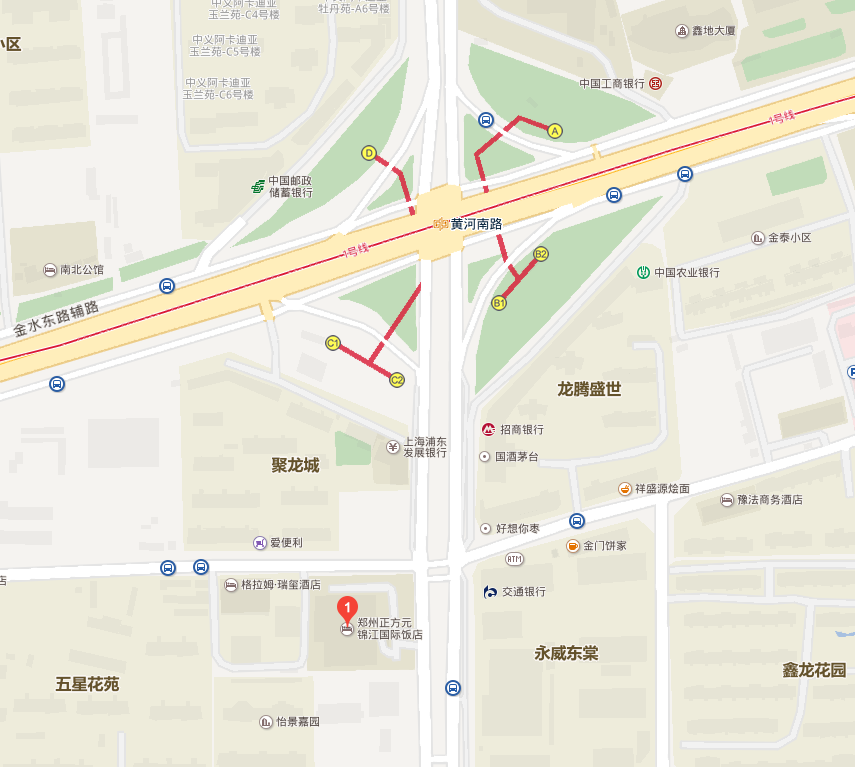 中义阿卡迪亚
玉兰苑-C4号楼
牡丹苑-A6号楼
小区
中义阿卡迪亚
玉兰苑-C5号楼
鑫地大厦
中义阿卡迪亚
玉兰苑-C6号楼
中国工商银行
1号线
A
D
中国邮政
储蓄银行
黄河南路
金泰小区
1号线
B2
南北公馆
中国农业银行
B1
金水东路辅路
C1
P
C2
龙腾盛世
招商银行
上海浦东
发展银行
国酒茅台
聚龙城
祥盛源烩面
豫法商务酒店
好想你枣
爱便利
金门饼家
ATM
店
格拉姆·瑞玺酒店
交通银行
1
郑州正方元
锦江国际饭店
永威东棠
鑫龙花园
五星花苑
怡景嘉园